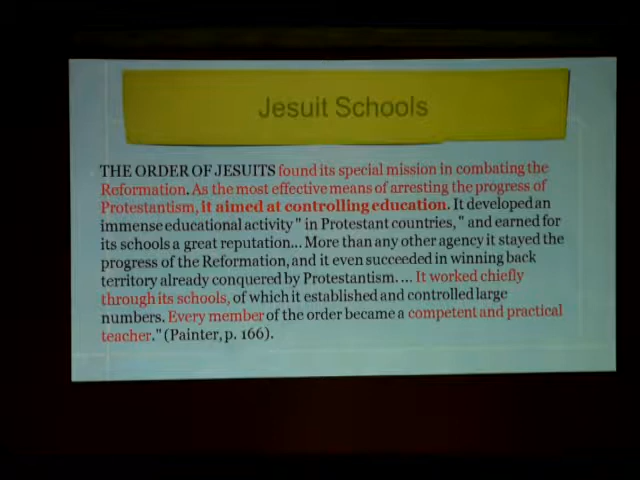 Jesuit Schools
THE ORDER OF JESUITS found its special mission in combating the
Reformation. As the most effective means of arresting the progress of
Protestantism, it aimed at controlling education. It developed an
immense educational activity " in Protestant countries, " and earned for
its schools a great reputation... More than any other agency it stayed the
progress of the Reformation, and it even succeeded in winning back
territory already conquered by Protestantism. ... It worked chiefly
through its schools, of which it established and controlled large
numbers. Every member of the order became a competent and practical
teacher." (Painter, p. 166).